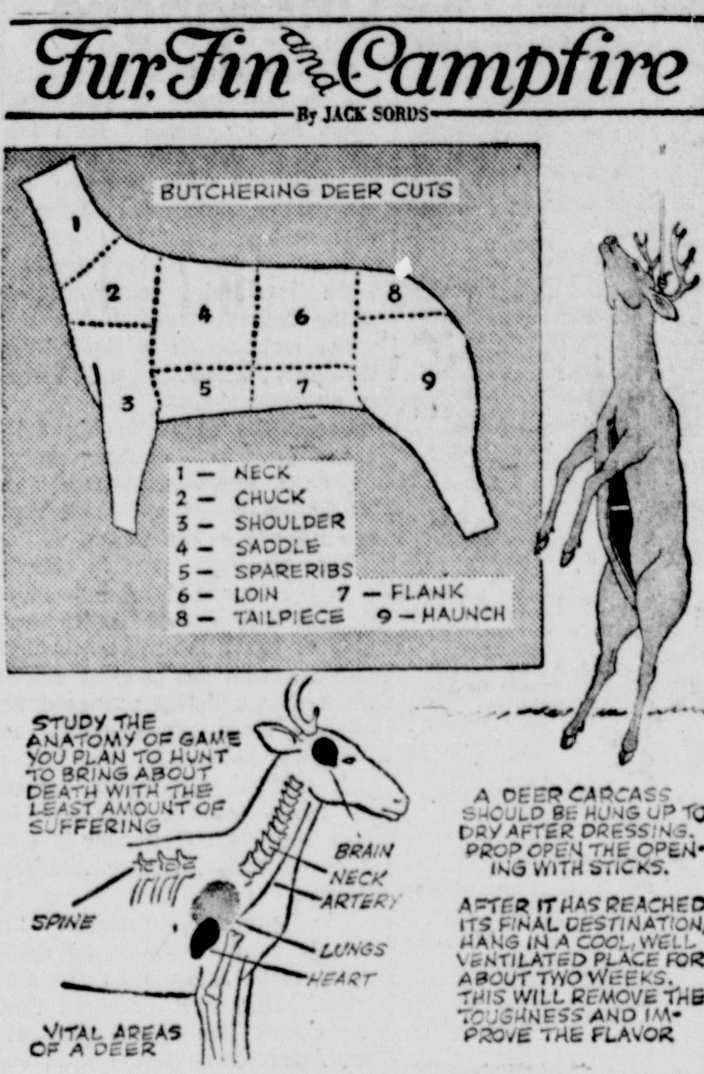 Fur, Fin and Campfire
By JACK SORDS
BUTCHERING DEER CUTS
1
2
3
4
5
6
7
8
9
1 — NECK
2 — CHUCK
3 — SHOULDER
4 — SADDLE
5 — SPARERIBS
6 — LOIN 7 — FLANK
8 — TAILPIECE 9 — HAUNCH
STUDY THE
ANATOMY OF GAME
YOU PLAN TO HUNT
TO BRING ABOUT
DEATH WITH THE
LEAST AMOUNT OF
SUFFERING
BRAIN
NECK
ARTERY
SPINE
LUNGS
HEART
VITAL AREAS
OF A DEER
A DEER CARCASS
SHOULD BE HUNG UP TO
DRY AFTER DRESSING.
PROP OPEN THE OPEN-
ING WITH STICKS.
AFTER IT HAS REACHED
ITS FINAL DESTINATION,
HANG IN A COOL, WELL
VENTILATED PLACE FOR
ABOUT TWO WEEKS.
THIS WILL REMOVE THE
TOUGHNESS AND IM-
PROVE THE FLAVOR